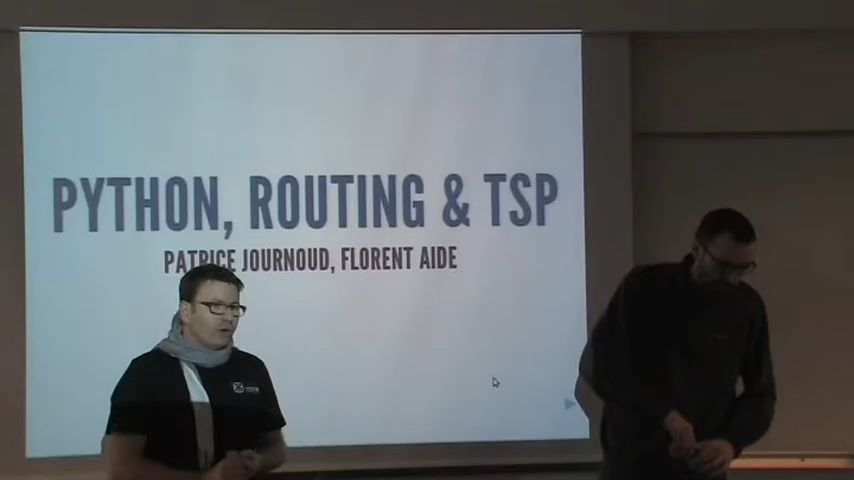 PYTHON, ROUTING & TSP
PATRICE JOURNOUD, FLORENT AIDE